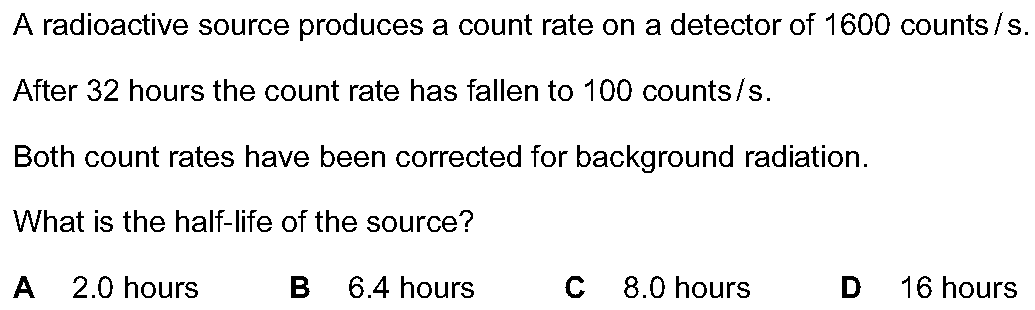 A radioactive source produces a count rate on a detector of 1600 counts / s.
After 32 hours the count rate has fallen to 100 counts / s.
Both count rates have been corrected for background radiation.
What is the half-life of the source?
A 2.0 hours B 6.4 hours C 8.0 hours D 16 hours